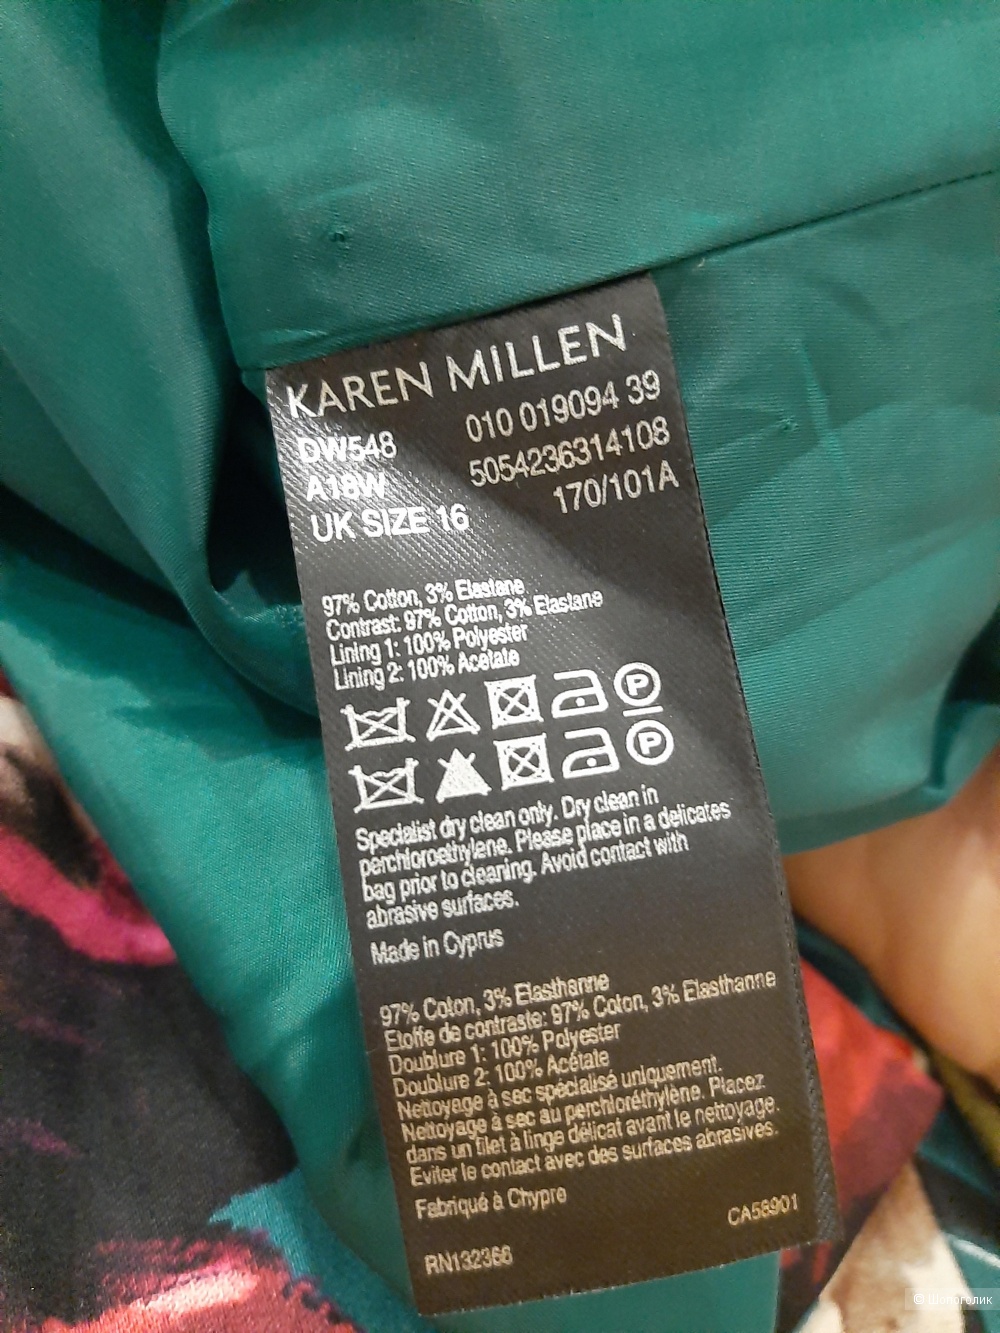 KAREN MILLEN
DW548 010 019094 39
A18W 5054236314108
UK SIZE 16 170/101A
97% Cotton, 3% Elastane
Contrast: 97% Cotton, 3% Elastane
Lining 1: 100% Polyester
Lining 2: 100% Acetate
P
P
Specialist dry clean only. Dry clean in
perchloroethylene. Please place in a delicates
bag prior to cleaning. Avoid contact with
abrasive surfaces.
Made in Cyprus
97% Coton, 3% Elasthanne
Etoffe de contraste: 97% Coton, 3% Elasthanne
Doublure 1: 100% Polyester
Doublure 2: 100% Acétate
Nettoyage à sec spécialisé uniquement.
Nettoyage à sec au perchloréthylène. Placez
dans un filet à linge délicat avant le nettoyage.
Eviter le contact avec des surfaces abrasives.
Fabriqué à Chypre
CA58901
RN132366
© Шопоголик